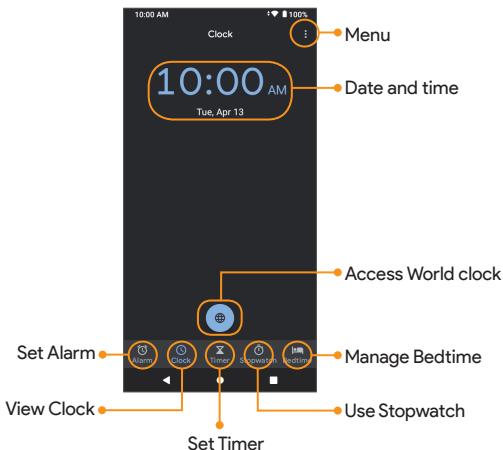 10:00 AM
100%
Clock
Menu
10:00 AM
Tue, Apr 13
Date and time
Access World clock
Set Alarm
Alarm
Clock
Timer
Stopwatch
Bedtime
Manage Bedtime
View Clock
Use Stopwatch
Set Timer